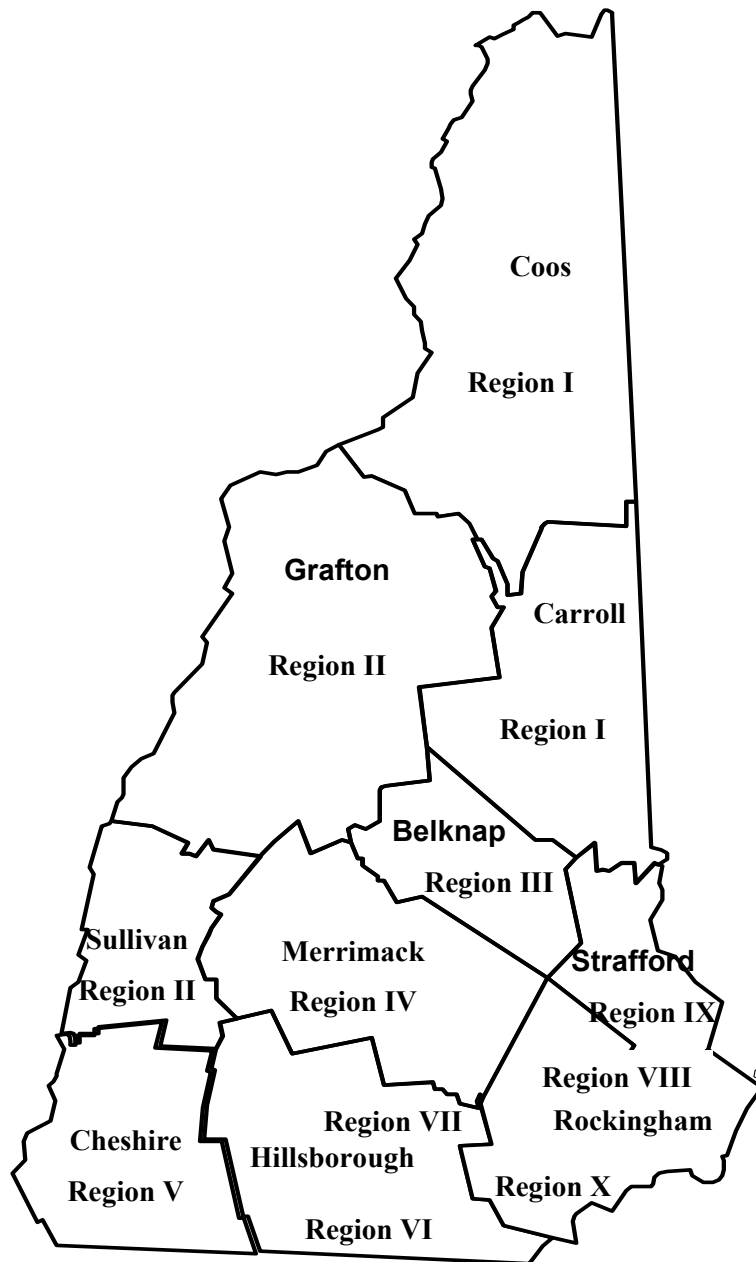 Coos
Region I
Grafton
Carroll
Region II
Region I
Belknap
Region III
Sullivan
Region II
Merrimack
Region IV
Strafford
Region IX
Region VIII
Rockingham
Region VII
Hillsborough
Cheshire
Region V
Region X
Region VI